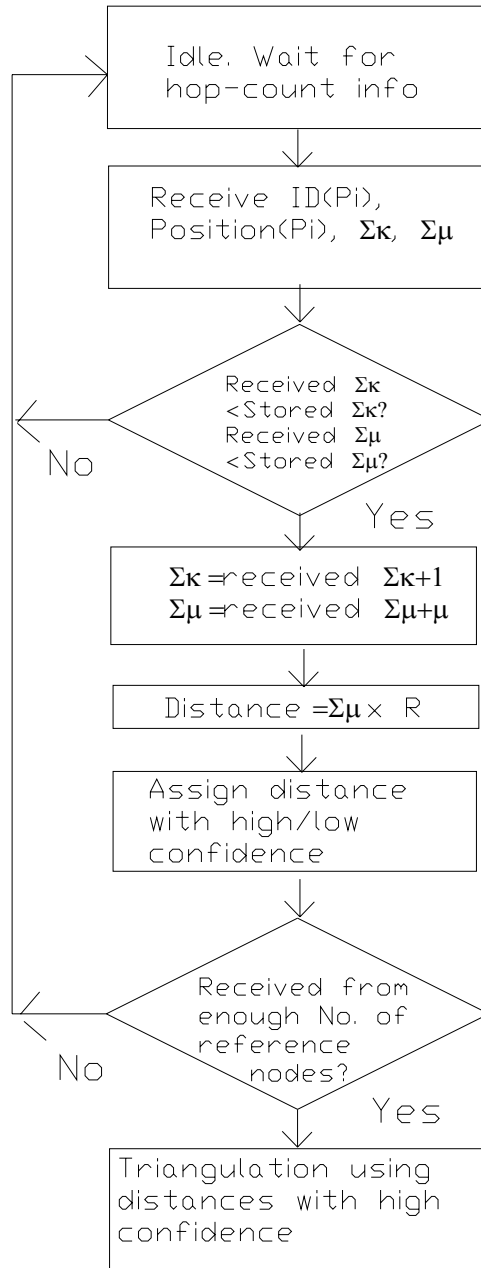 Idle. Wait for
hop-count info
Receive ID(Pi),
Position(Pi), Σκ, Σμ
Received Σκ
<Stored Σκ?
Received Σμ
<Stored Σμ?
No
Yes
Σκ=received Σκ+1
Σμ=received Σμ+μ
Distance =Σμ× R
Assign distance
with high/low
confidence
Received from
enough No. of
reference
nodes?
No
Yes
Triangulation using
distances with high
confidence